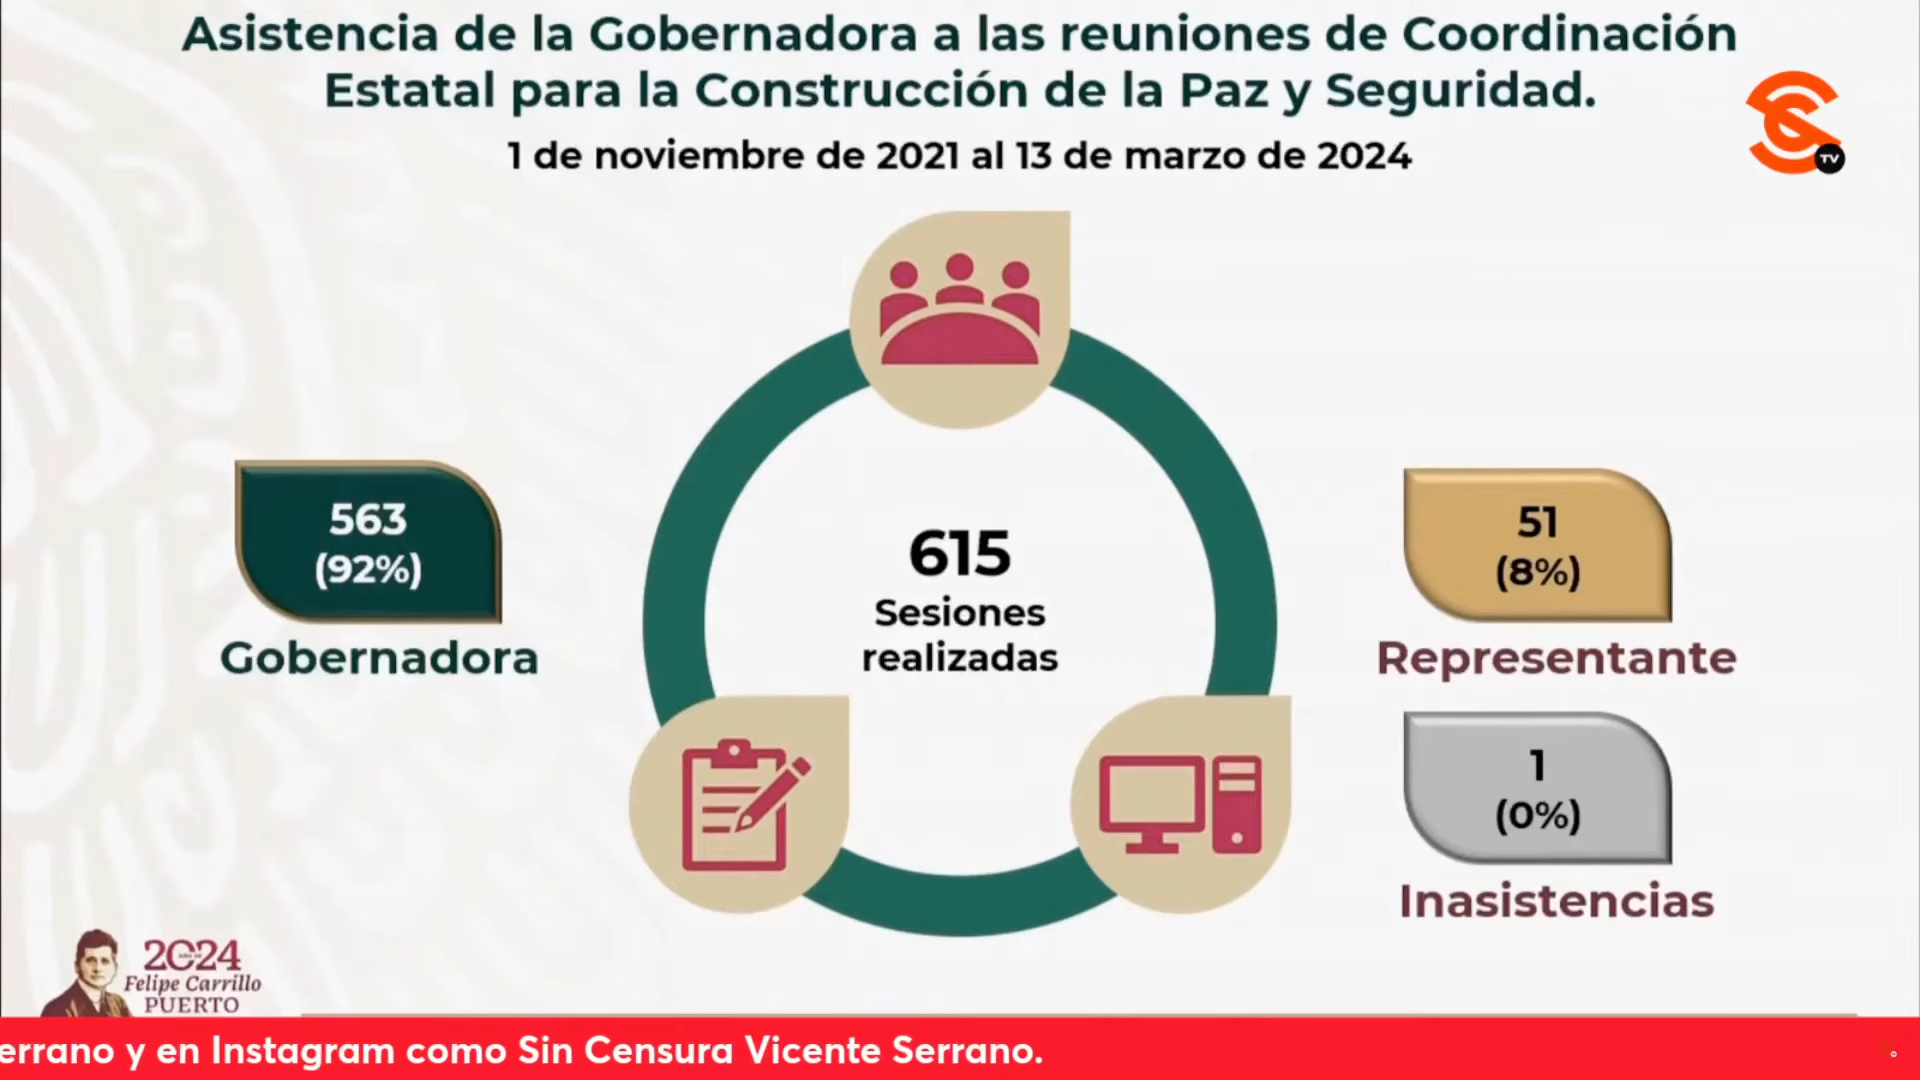 Asistencia de la Gobernadora a las reuniones de Coordinación
Estatal para la Construcción de la Paz y Seguridad.
1 de noviembre de 2021 al 13 de marzo de 2024
TV
563
(92%)
Gobernadora
615
Sesiones
realizadas
51
(8%)
Representante
1
(0%)
Inasistencias
2024
Felipe Carrillo
PUERTO
errano y en Instagram como Sin Censura Vicente Serrano.